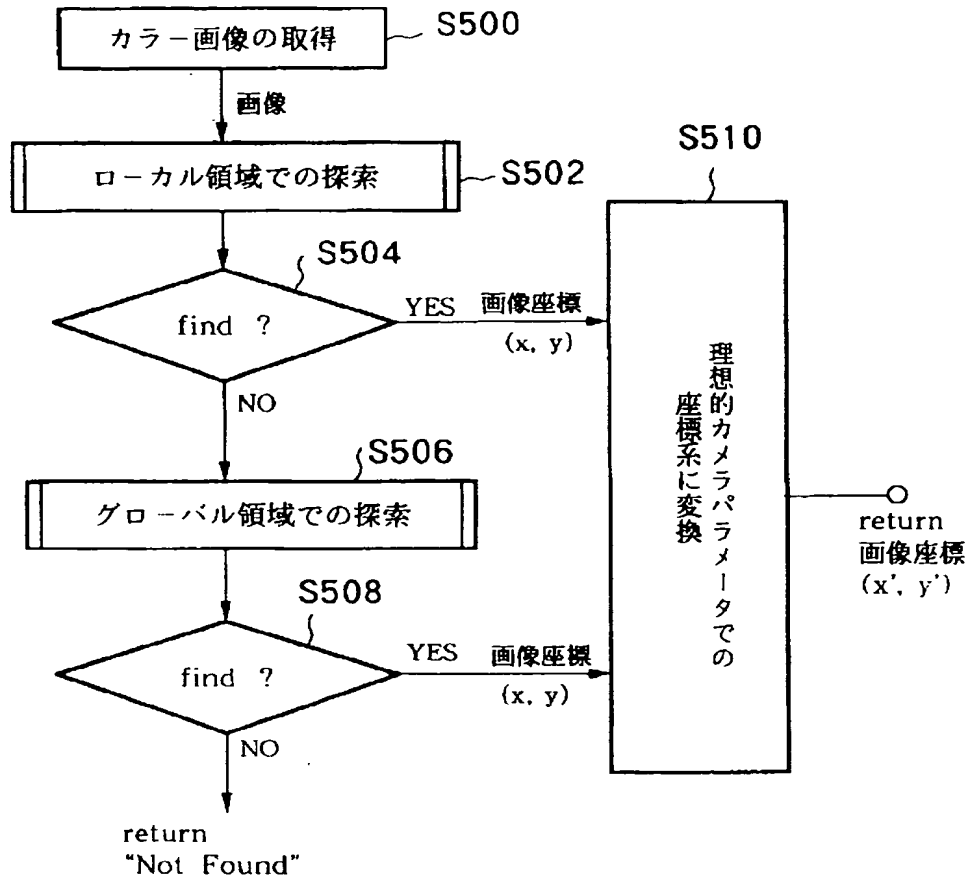 カラー画像の取得
S500
画像
ローカル領域での探索
S502
S504
find ?
YES
画像座標
(x, y)
NO
S506
グローバル領域での探索
S508
find ?
YES
画像座標
(x, y)
NO
return
“Not Found”
S510
理想的カメラパラメータでの
座標系に変換
return
画像座標
(x', y')